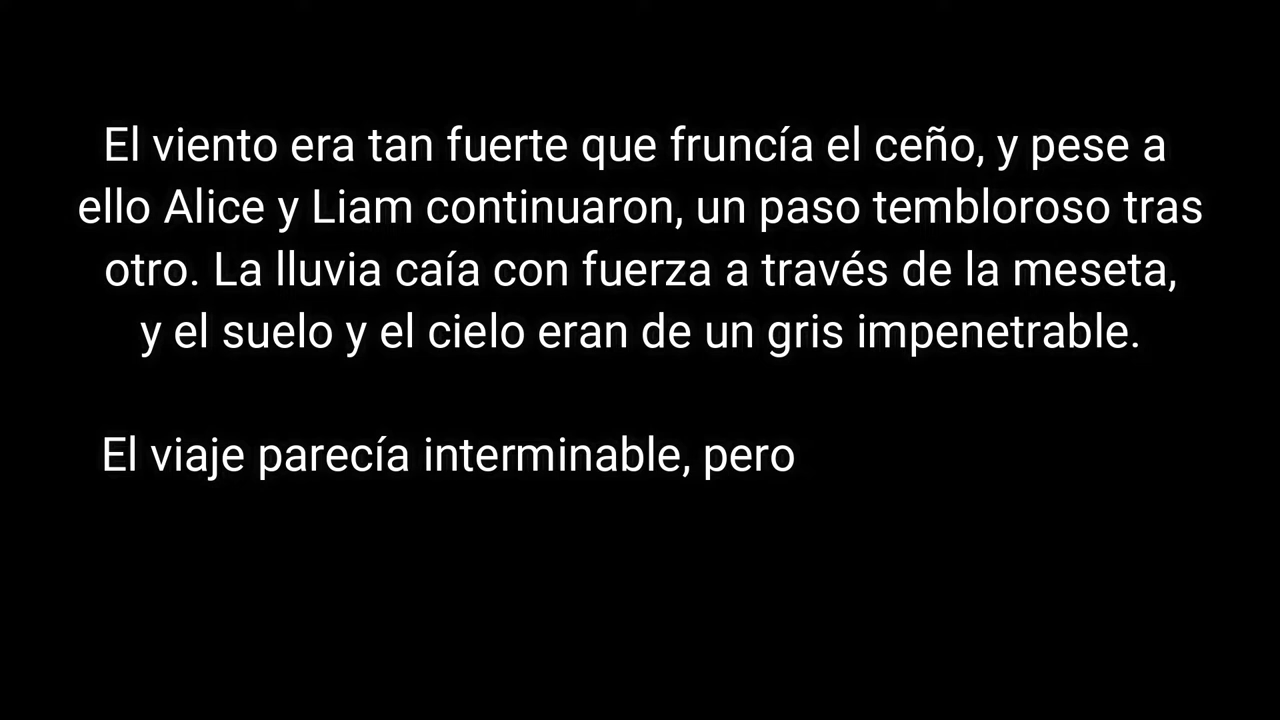 El viento era tan fuerte que fruncía el ceño, y pese a
ello Alice y Liam continuaron, un paso tembloroso tras
otro. La lluvia caía con fuerza a través de la meseta,
y el suelo y el cielo eran de un gris impenetrable.
El viaje parecía interminable, pero